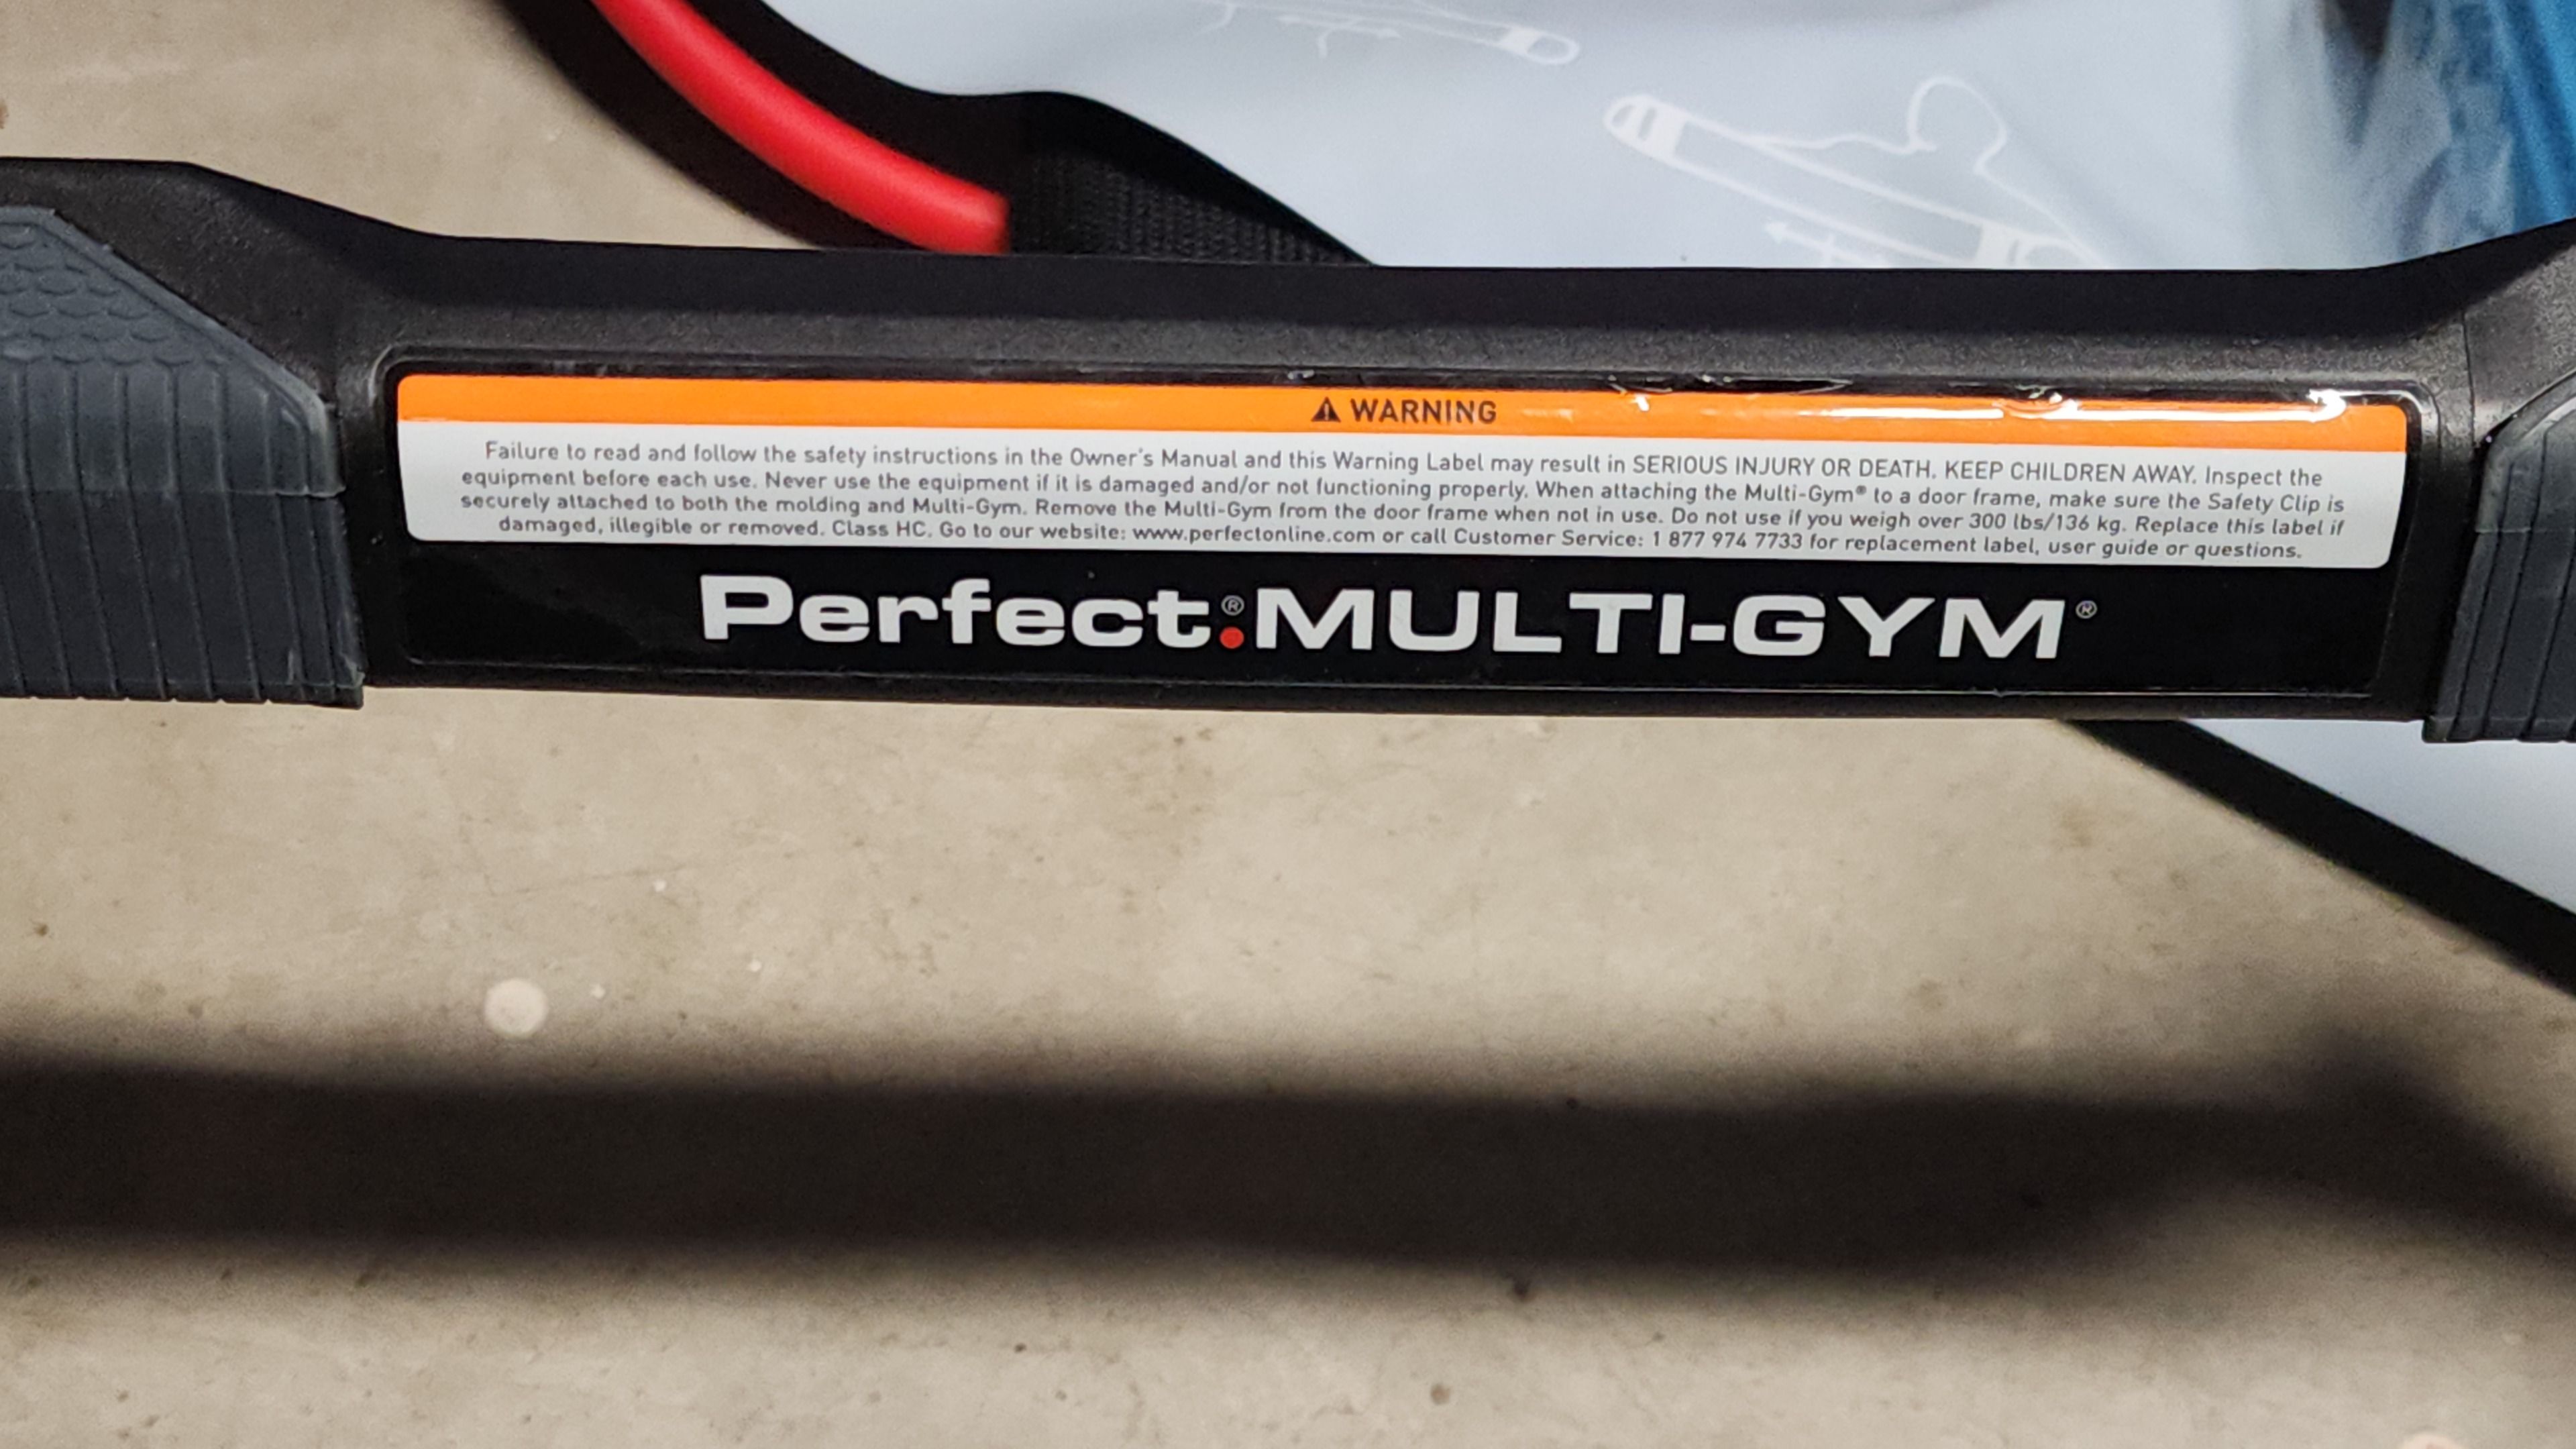 ⚠ WARNING
Failure to read and follow the safety instructions in the Owner's Manual and this Warning Label may result in SERIOUS INJURY OR DEATH. KEEP CHILDREN AWAY. Inspect the
equipment before each use. Never use the equipment if it is damaged and/or not functioning properly. When attaching the Multi-Gym® to a door frame, make sure the Safety Clip is
securely attached to both the molding and Multi-Gym. Remove the Multi-Gym from the door frame when not in use. Do not use if you weigh over 300 lbs/136 kg. Replace this label if
damaged, illegible or removed. Class HC. Go to our website: www.perfectonline.com or call Customer Service: 1 877 974 7733 for replacement label, user guide or questions.
Perfect®MULTI-GYM®